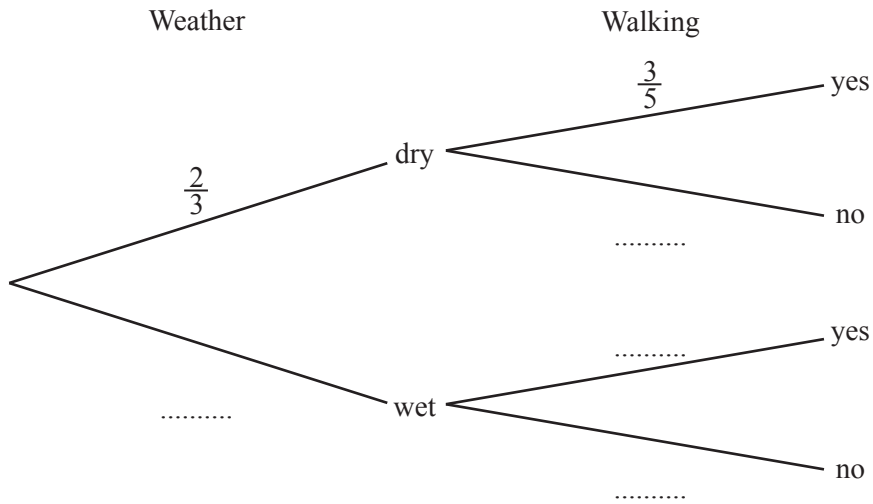 Weather Walking
3/5
yes
dry
2/3
no
..........
yes
..........
wet
..........
no
..........